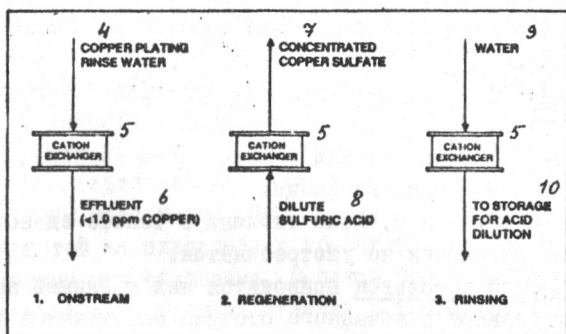 4
COPPER PLATING
RINSE WATER
5
CATION
EXCHANGER
EFFLUENT 6
(<1.0 ppm COPPER)
1. ONSTREAM
7
CONCENTRATED
COPPER SULFATE
5
CATION
EXCHANGER
DILUTE 8
SULFURIC ACID
2. REGENERATION
9
WATER
5
CATION
EXCHANGER
10
TO STORAGE
FOR ACID
DILUTION
3. RINSING